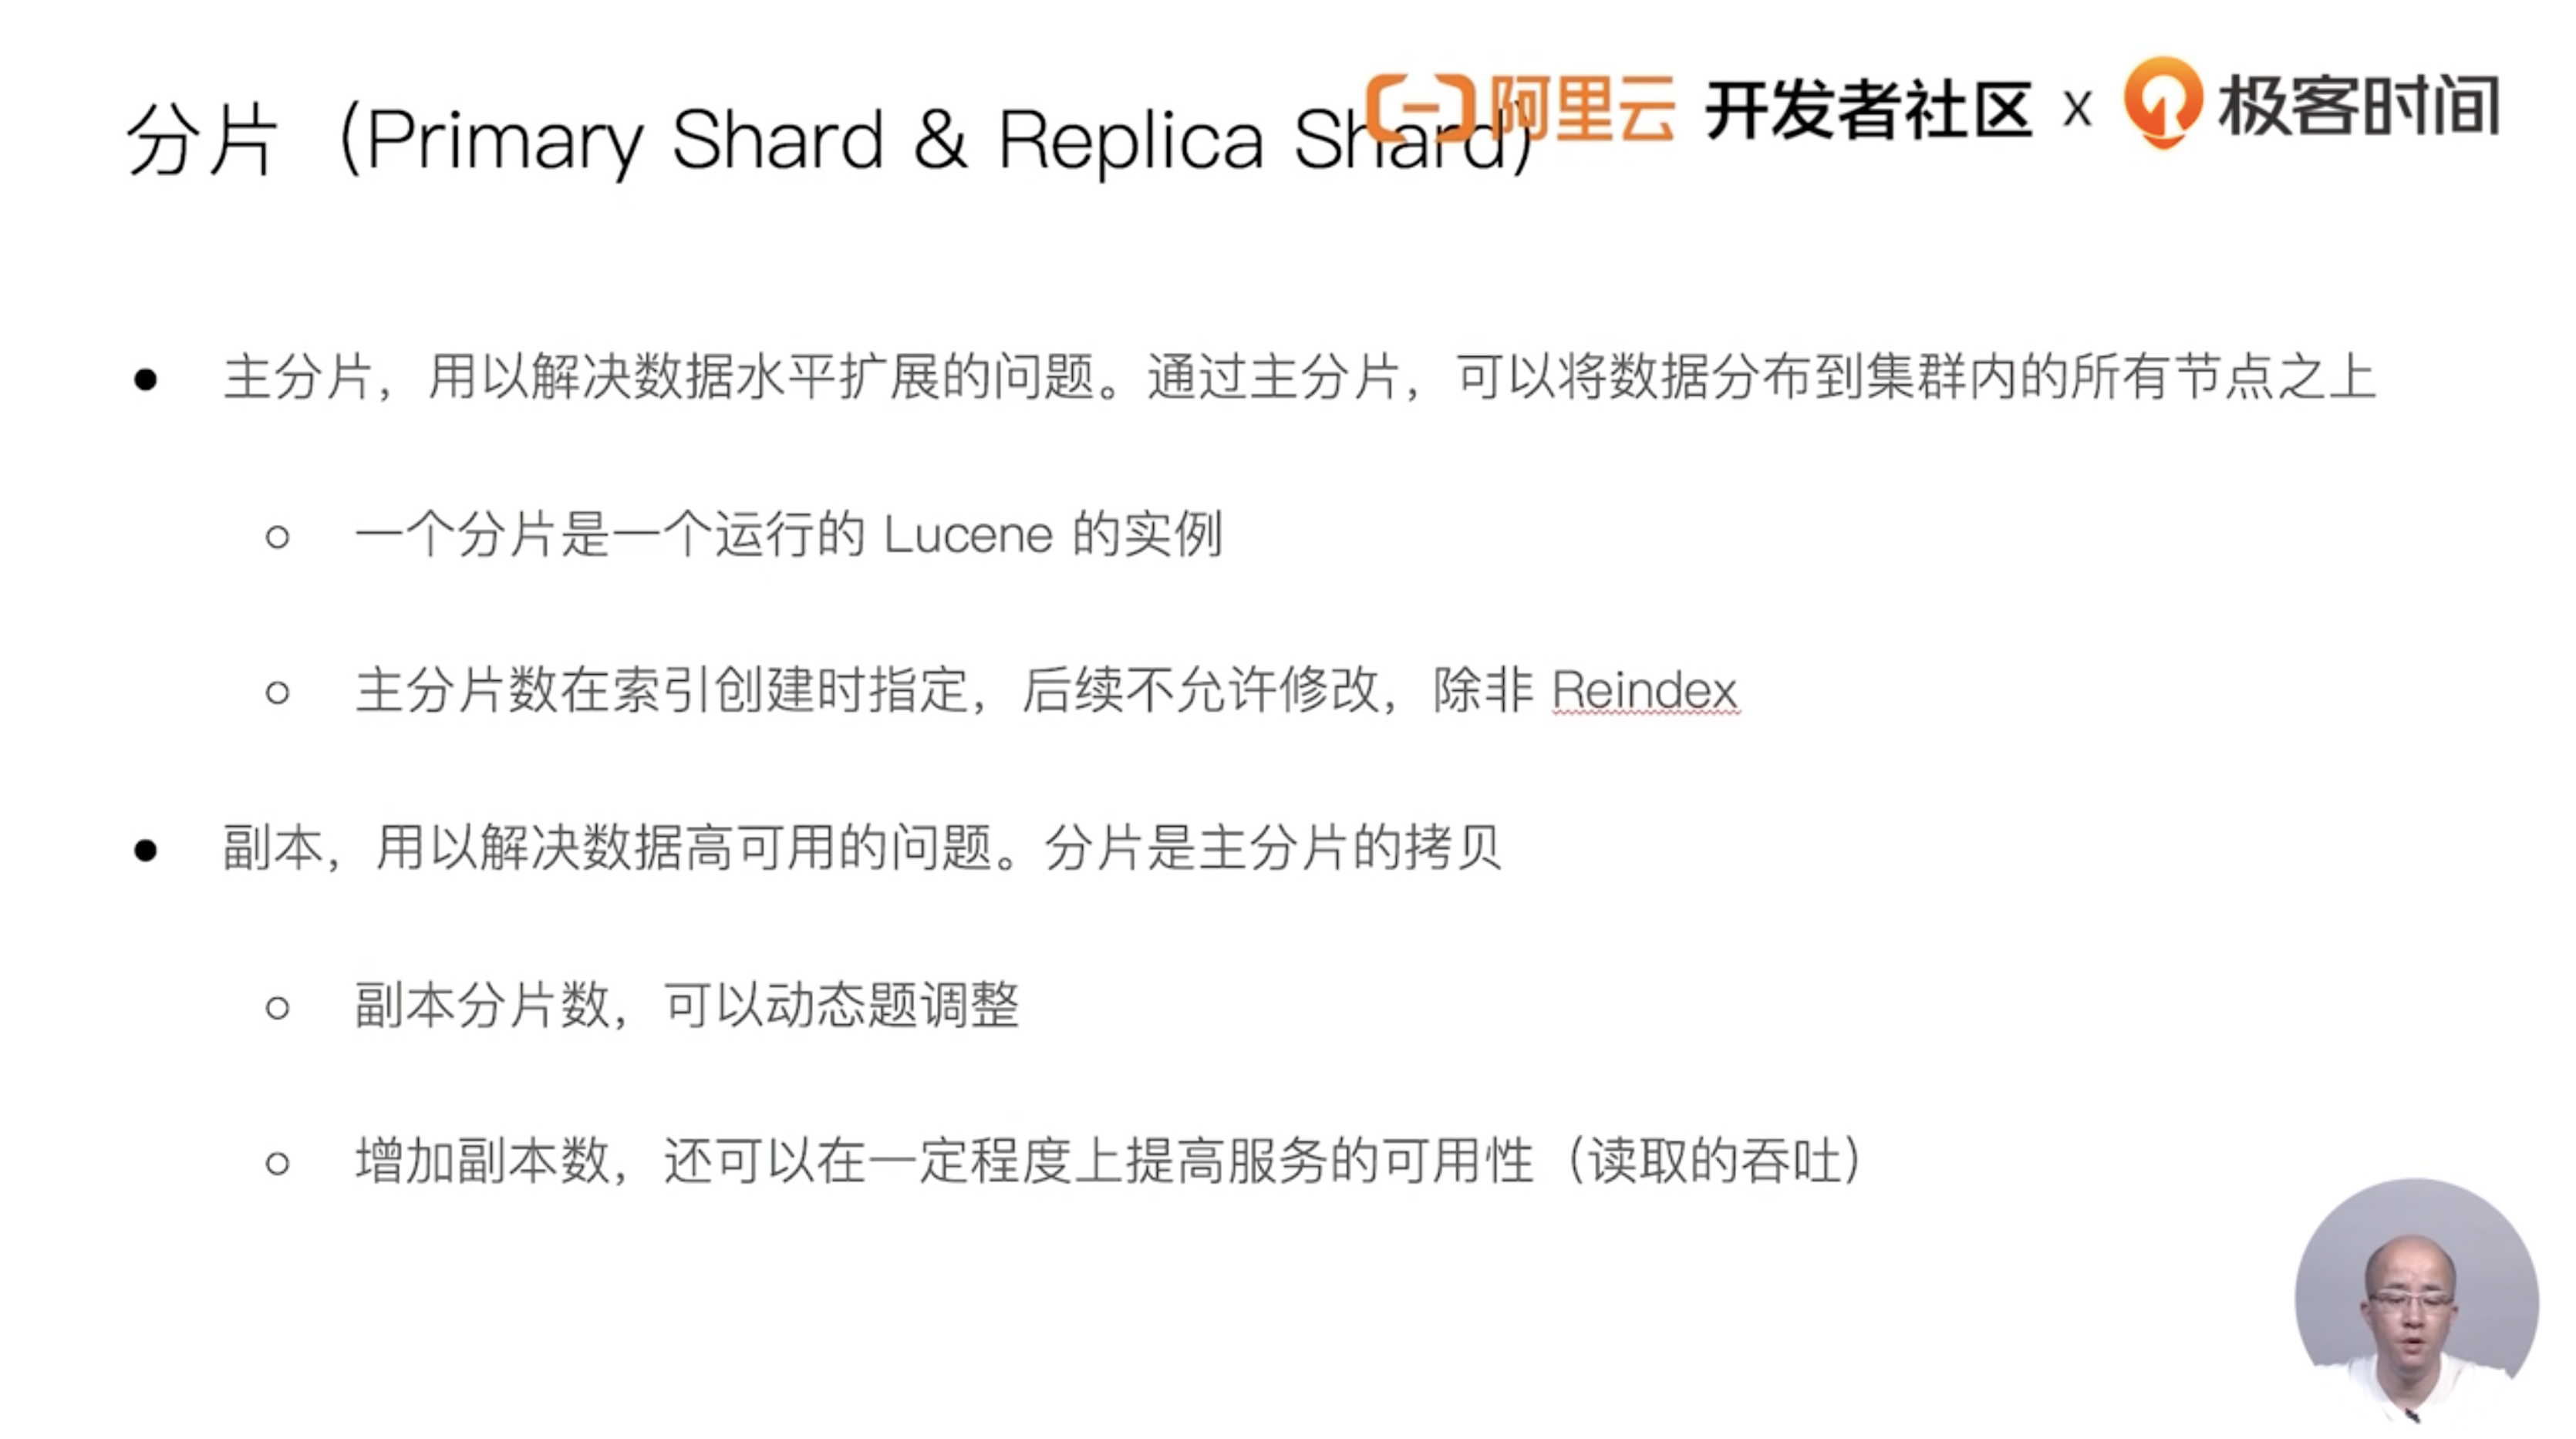 阿里云 开发者社区 x 极客时间
分片（Primary Shard & Replica Shard）
● 主分片，用以解决数据水平扩展的问题。通过主分片，可以将数据分布到集群内的所有节点之上
○ 一个分片是一个运行的 Lucene 的实例
○ 主分片数在索引创建时指定，后续不允许修改，除非 Reindex
● 副本，用以解决数据高可用的问题。分片是主分片的拷贝
○ 副本分片数，可以动态题调整
○ 增加副本数，还可以在一定程度上提高服务的可用性（读取的吞吐）